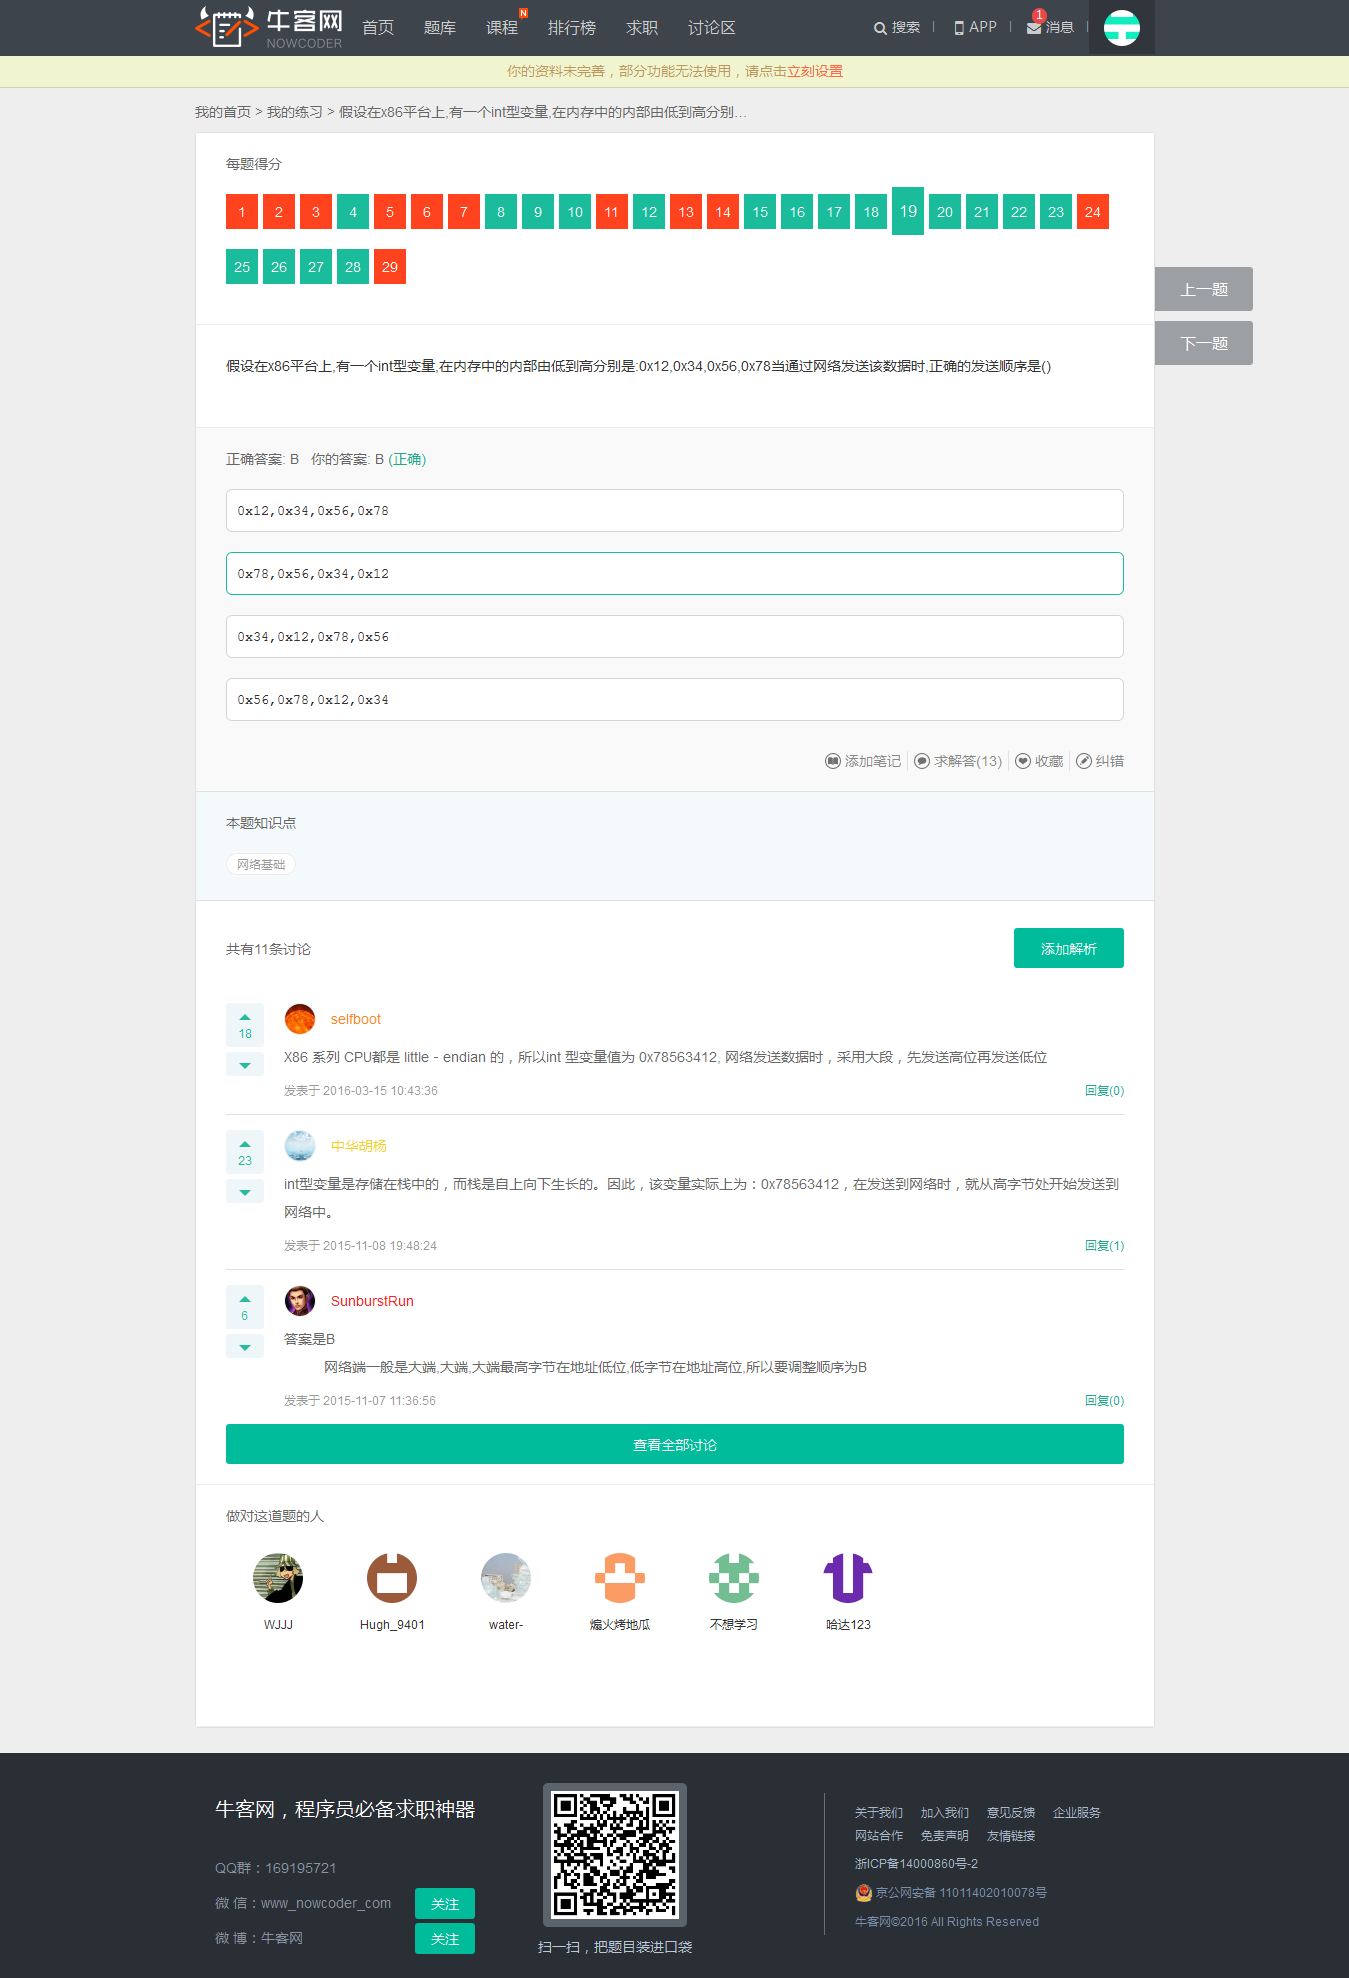 牛客网
NOWCODER
首页 题库 课程 N 排行榜 求职 讨论区 搜索 APP 1 消息
你的资料未完善，部分功能无法使用，请点击立刻设置
我的首页 > 我的练习 > 假设在x86平台上,有一个int型变量,在内存中的内部由低到高分别...
每题得分
1 2 3 4 5 6 7 8 9 10 11 12 13 14 15 16 17 18 19 20 21 22 23 24
25 26 27 28 29
上一题
下一题
假设在x86平台上,有一个int型变量,在内存中的内部由低到高分别是:0x12,0x34,0x56,0x78当通过网络发送该数据时,正确的发送顺序是()
正确答案: B 你的答案: B (正确)
0x12,0x34,0x56,0x78
0x78,0x56,0x34,0x12
0x34,0x12,0x78,0x56
0x56,0x78,0x12,0x34
添加笔记 求解答(13) 收藏 纠错
本题知识点
网络基础
共有11条讨论
添加解析
18
selfboot
X86 系列 CPU都是 little - endian 的，所以int 型变量值为 0x78563412, 网络发送数据时，采用大段，先发送高位再发送低位
发表于 2016-03-15 10:43:36 回复(0)
23
中华胡杨
int型变量是存储在栈中的，而栈是自上向下生长的。因此，该变量实际上为：0x78563412，在发送到网络时，就从高字节处开始发送到
网络中。
发表于 2015-11-08 19:48:24 回复(1)
6
SunburstRun
答案是B
网络端一般是大端,大端,大端最高字节在地址低位,低字节在地址高位,所以要调整顺序为B
发表于 2015-11-07 11:36:56 回复(0)
查看全部讨论
做对这道题的人
WJJJ Hugh_9401 water- 煽火烤地瓜 不想学习 哈达123
牛客网，程序员必备求职神器
QQ群：169195721
微 信：www_nowcoder_com 关注
微 博：牛客网 关注
扫一扫，把题目装进口袋
关于我们 加入我们 意见反馈 企业服务
网站合作 免责声明 友情链接
浙ICP备14000860号-2
京公网安备 11011402010078号
牛客网©2016 All Rights Reserved